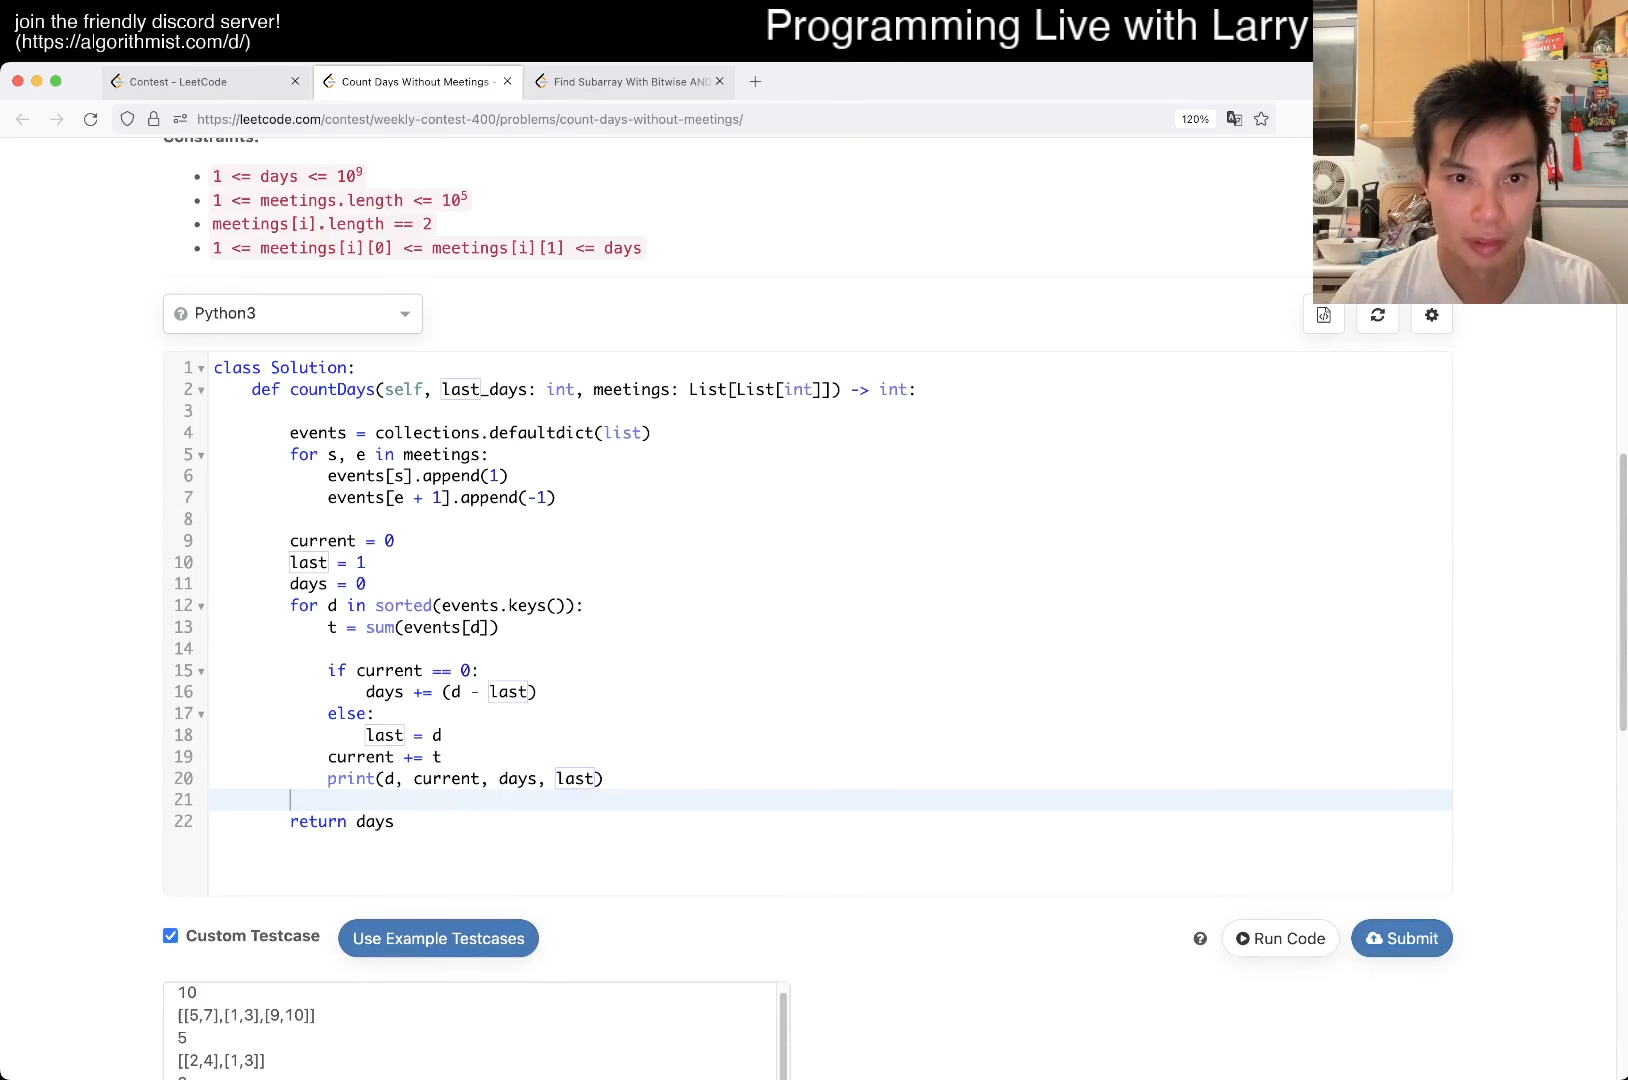 join the friendly discord server!
(https://algorithmist.com/d/)
Programming Live with Larry
Contest - LeetCode
Count Days Without Meetings -
Find Subarray With Bitwise AND
https://leetcode.com/contest/weekly-contest-400/problems/count-days-without-meetings/
120%
Constraints:
1 <= days <= 10^9
1 <= meetings.length <= 10^5
meetings[i].length == 2
1 <= meetings[i][0] <= meetings[i][1] <= days
Python3
1 class Solution:
2 def countDays(self, last_days: int, meetings: List[List[int]]) -> int:
3
4 events = collections.defaultdict(list)
5 for s, e in meetings:
6 events[s].append(1)
7 events[e + 1].append(-1)
8
9 current = 0
10 last = 1
11 days = 0
12 for d in sorted(events.keys()):
13 t = sum(events[d])
14
15 if current == 0:
16 days += (d - last)
17 else:
18 last = d
19 current += t
20 print(d, current, days, last)
21
22 return days
Custom Testcase
Use Example Testcases
Run Code
Submit
10
[[5,7],[1,3],[9,10]]
5
[[2,4],[1,3]]